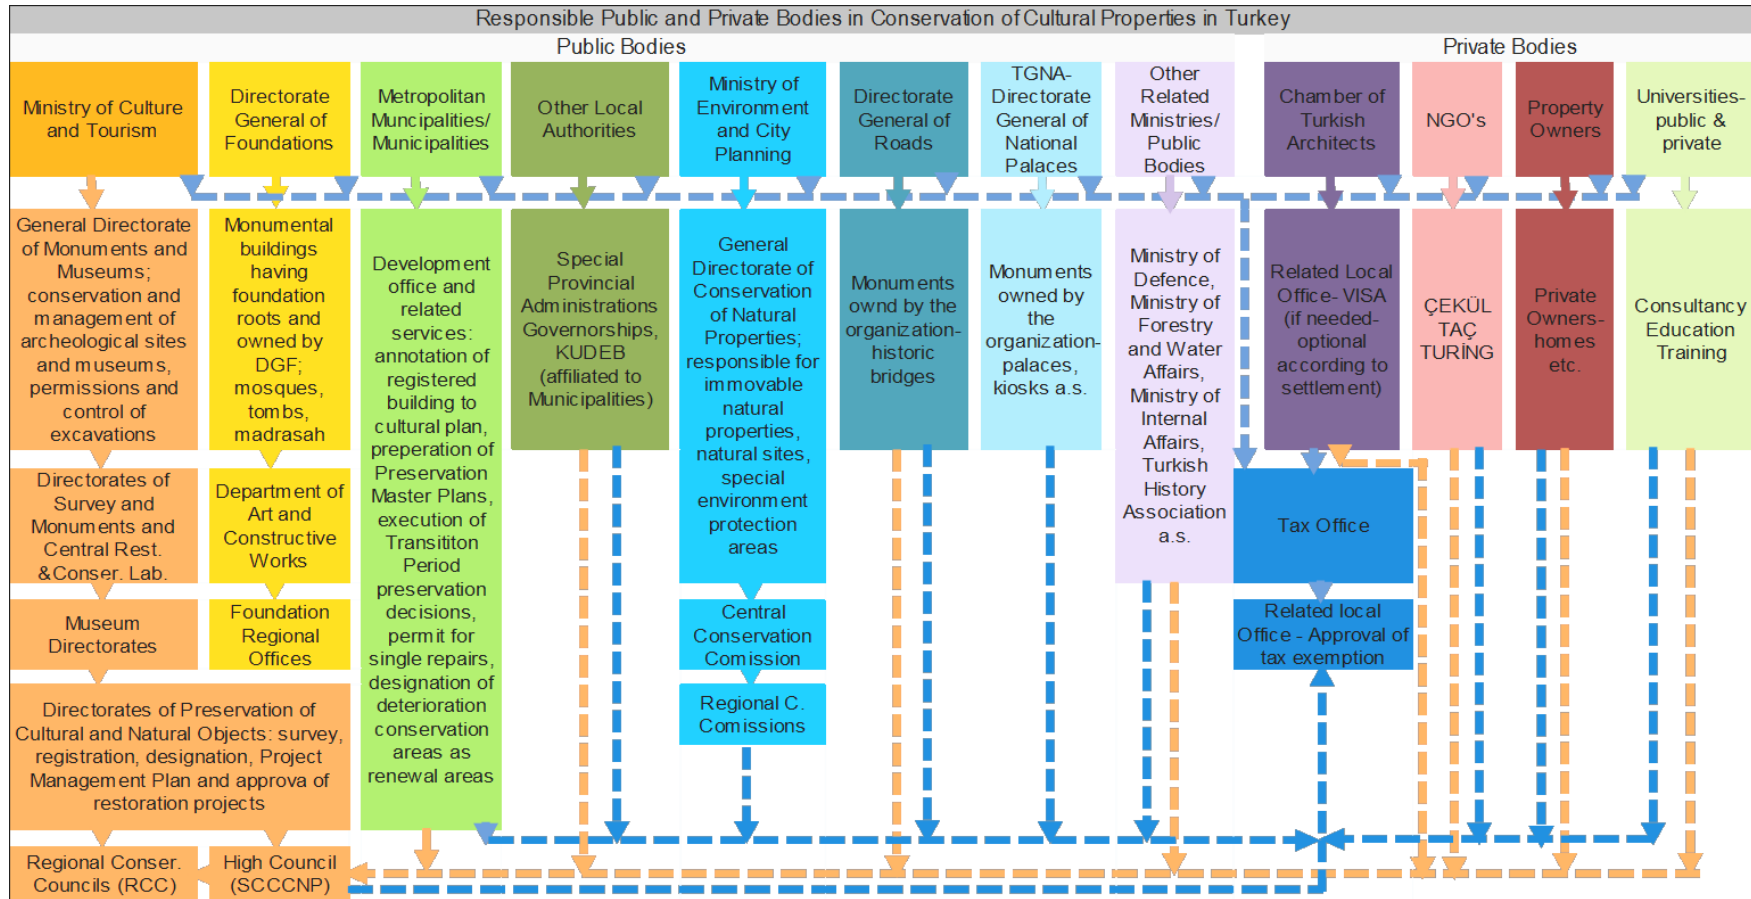 Responsible Public and Private Bodies in Conservation of Cultural Properties in Turkey
Public Bodies
Private Bodies
Ministry of Culture
and Tourism
Directorate
General of
Foundations
Metropolitan
Muncipalities/
Municipalities
Other Local
Authorities
Ministry of
Environment
and City
Planning
Directorate
General of
Roads
TGNA-
Directorate
General of
National
Palaces
Other
Related
Ministries/
Public
Bodies
Chamber of
Turkish
Architects
NGO's
Property
Owners
Universities-
public &
private
General Directorate
of Monuments and
Museums;
conservation and
management of
archeological sites
and museums,
permissions and
control of
excavations
Monumental
buildings
having
foundation
roots and
owned by
DGF;
mosques,
tombs,
madrasah
Development
office and
related
services:
annotation of
registered
building to
cultural plan,
preperation of
Preservation
Master Plans,
execution of
Transititon
Period
preservation
decisions,
permit for
single repairs,
designation of
deterioration
conservation
areas as
renewal areas
Special
Provincial
Administrations
Governorships,
KUDEB
(affiliated to
Municipalities)
General
Directorate of
Conservation
of Natural
Properties;
responsible for
immovable
natural
properties,
natural sites,
special
environment
protection
areas
Monuments
ownd by the
organization-
historic
bridges
Monuments
owned by
the
organization-
palaces,
kiosks a.s.
Ministry of
Defence,
Ministry of
Forestry
and Water
Affairs,
Ministry of
Internal
Affairs,
Turkish
History
Association
a.s.
Related Local
Office- VISA
(if needed-
optional
according to
settlement)
ÇEKÜL
TAÇ
TURİNG
Private
Owners-
homes
etc.
Consultancy
Education
Training
Directorates of
Survey and
Monuments and
Central Rest.
&Conser. Lab.
Department of
Art and
Constructive
Works
Tax Office
Museum
Directorates
Foundation
Regional
Offices
Central
Conservation
Comission
Related local
Office - Approval of
tax exemption
Directorates of Preservation of
Cultural and Natural Objects: survey,
registration, designation, Project
Management Plan and approva of
restoration projects
Regional C.
Comissions
Regional Conser.
Councils (RCC)
High Council
(SCCCNP)